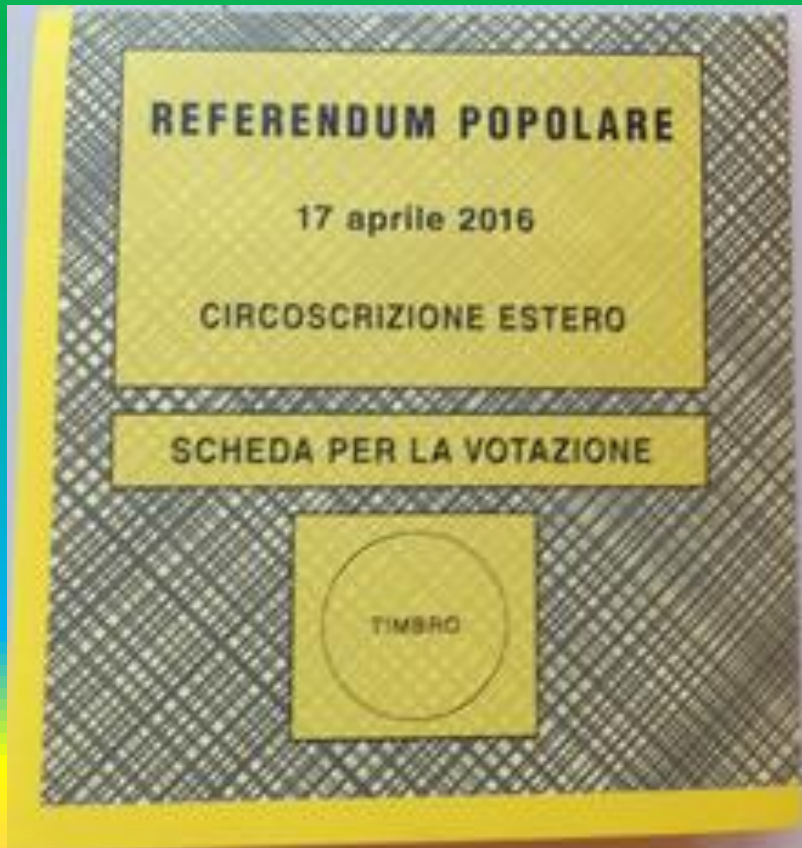 REFERENDUM POPOLARE
17 aprile 2016
CIRCOSCRIZIONE ESTERO
SCHEDA PER LA VOTAZIONE
TIMBRO